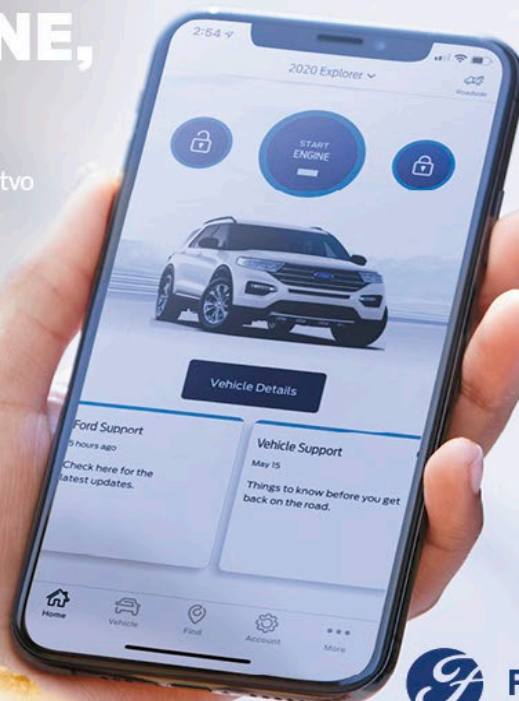 NE,
tvo
2:54
2020 Explorer
Roadside
START
ENGINE
Vehicle Details
Ford Support
5 hours ago
Check here for the
latest updates.
Vehicle Support
May 15
Things to know before you get
back on the road.
Home
Vehicle
Find
Account
More
F